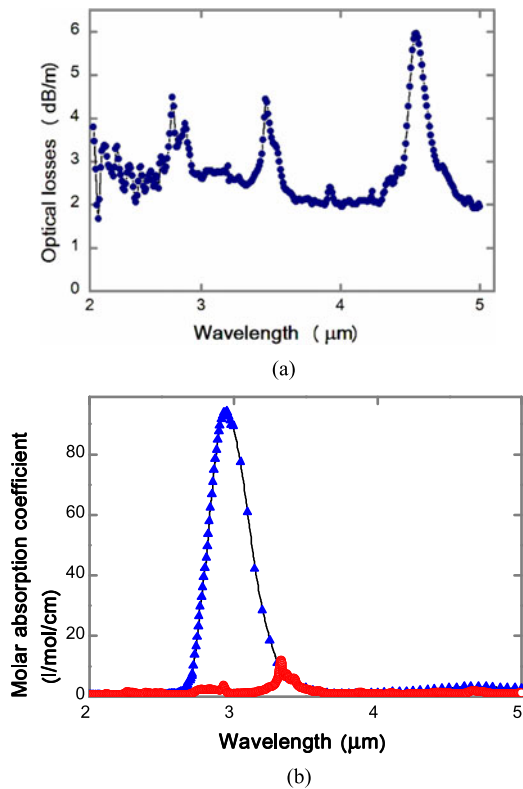 6
5
4
3
2
1
0
Optical losses ( dB/m)
2
3
4
5
Wavelength ( μm)
(a)
80
60
40
20
0
Molar absorption coefficient
(l/mol/cm)
2
3
4
5
Wavelength (μm)
(b)